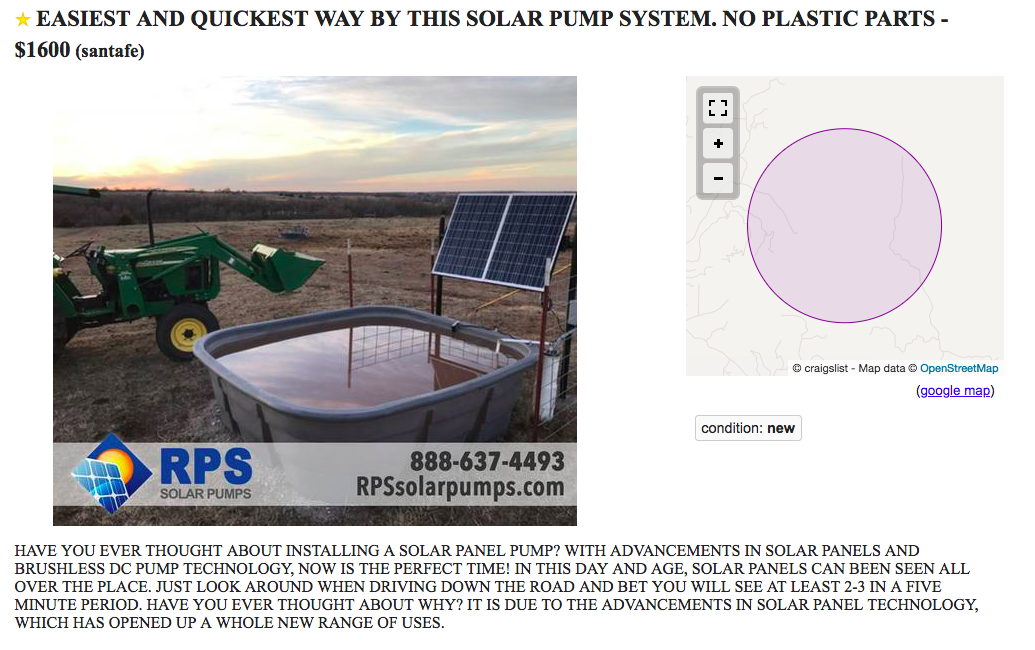 ★ EASIEST AND QUICKEST WAY BY THIS SOLAR PUMP SYSTEM. NO PLASTIC PARTS -
$1600 (santafe)
+
-
© craigslist - Map data © OpenStreetMap
(google map)
condition: new
RPS
SOLAR PUMPS
888-637-4493
RPSsolarpumps.com
HAVE YOU EVER THOUGHT ABOUT INSTALLING A SOLAR PANEL PUMP? WITH ADVANCEMENTS IN SOLAR PANELS AND
BRUSHLESS DC PUMP TECHNOLOGY, NOW IS THE PERFECT TIME! IN THIS DAY AND AGE, SOLAR PANELS CAN BEEN SEEN ALL
OVER THE PLACE. JUST LOOK AROUND WHEN DRIVING DOWN THE ROAD AND BET YOU WILL SEE AT LEAST 2-3 IN A FIVE
MINUTE PERIOD. HAVE YOU EVER THOUGHT ABOUT WHY? IT IS DUE TO THE ADVANCEMENTS IN SOLAR PANEL TECHNOLOGY,
WHICH HAS OPENED UP A WHOLE NEW RANGE OF USES.